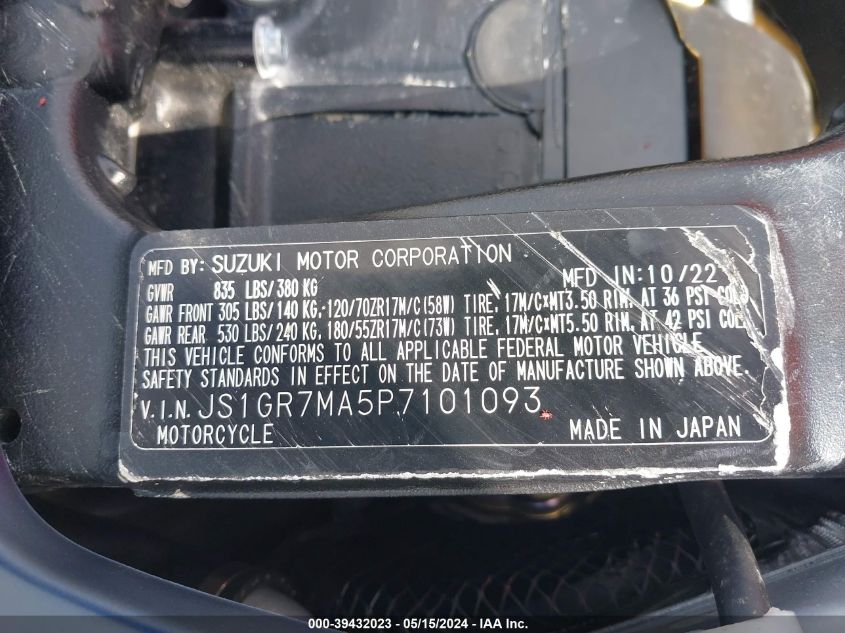 MFD BY: SUZUKI MOTOR CORPORATION
MFD IN: 10/22
GVWR 835 LBS/ 380 KG
GAWR FRONT 305 LBS/ 140 KG,-120/70ZR17M/C(58W) TIRE, 17M/C×MT3.50 RIM, AT 36 PSI COLD
GAWR REAR 530 LBS/ 240 KG, 180/55ZR17M/C(73W) TIRE, 17M/C×MT5.50 RIM, AT 42 PSI COL
THIS VEHICLE CONFORMS TO ALL APPLICABLE FEDERAL MOTOR VEHICLE
SAFETY STANDARDS IN EFFECT ON THE DATE OF MANUFACTURE SHOWN ABOVE.
V.I.N. JS1GR7MA5P7101093
MOTORCYCLE MADE IN JAPAN
000-39432023 - 05/15/2024 - IAA Inc.